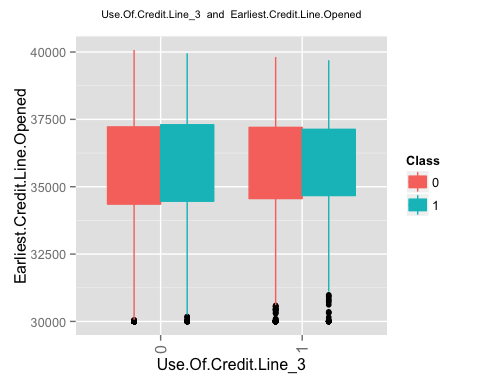 Use.Of.Credit.Line_3 and Earliest.Credit.Line.Opened
40000
37500
35000
32500
30000
Earliest.Credit.Line.Opened
0
1
Use.Of.Credit.Line_3
Class
0
1